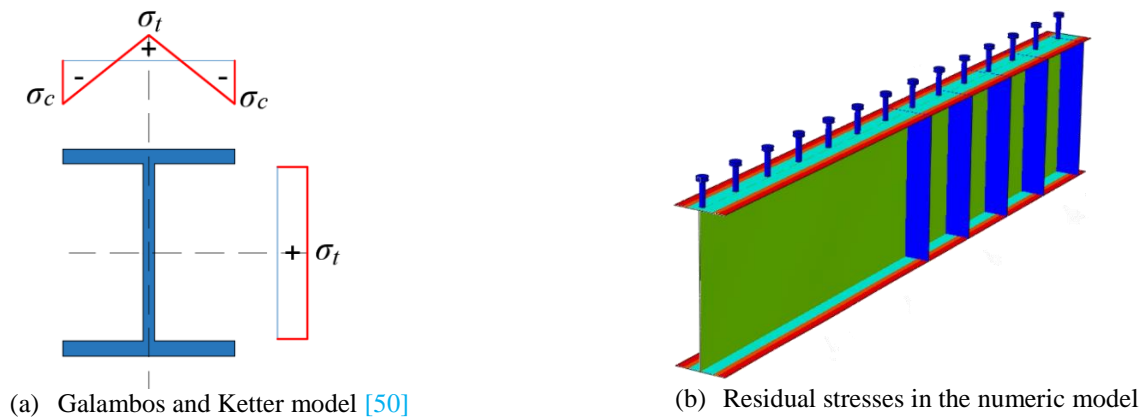 σt
+
- -
σc σc
+ σt
(a) Galambos and Ketter model [50]
(b) Residual stresses in the numeric model